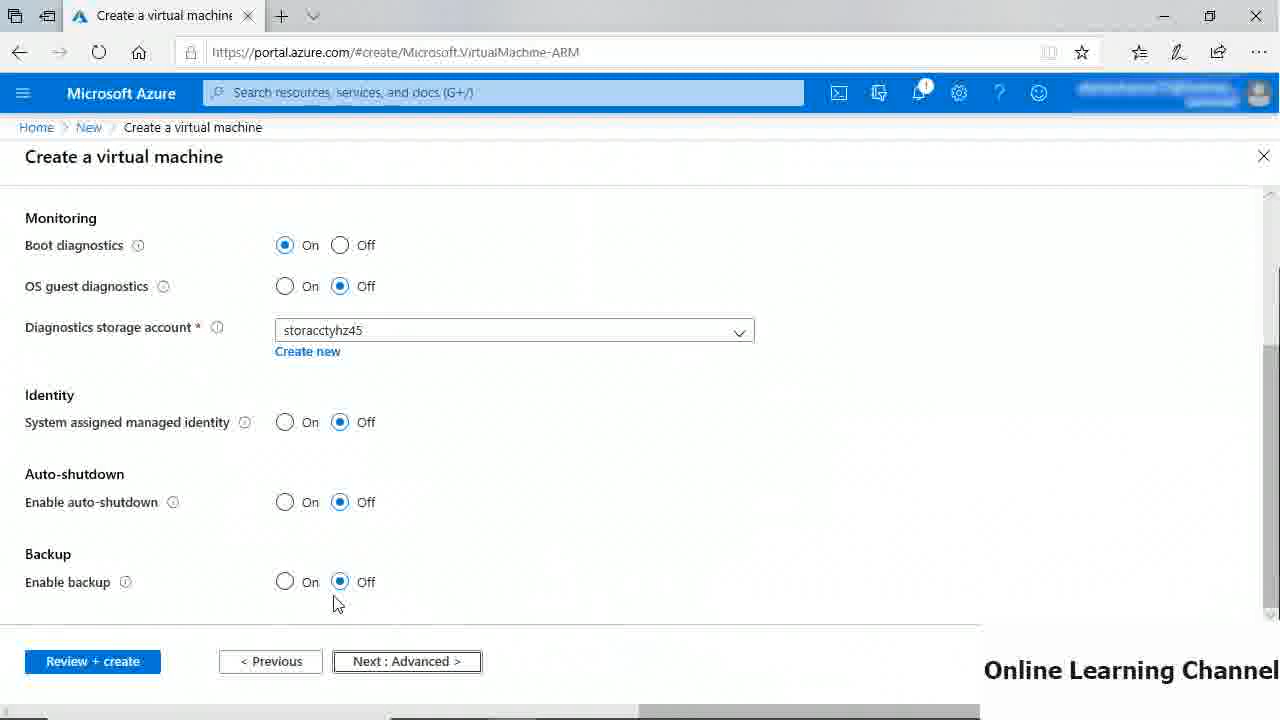 Create a virtual machine
https://portal.azure.com/#create/Microsoft.VirtualMachine-ARM
Microsoft Azure
Search resources, services, and docs (G+/)
Home > New > Create a virtual machine
Create a virtual machine
Monitoring
Boot diagnostics On Off
OS guest diagnostics On Off
Diagnostics storage account * storacctyhz45
Create new
Identity
System assigned managed identity On Off
Auto-shutdown
Enable auto-shutdown On Off
Backup
Enable backup On Off
Review + create < Previous Next : Advanced >
Online Learning Channel